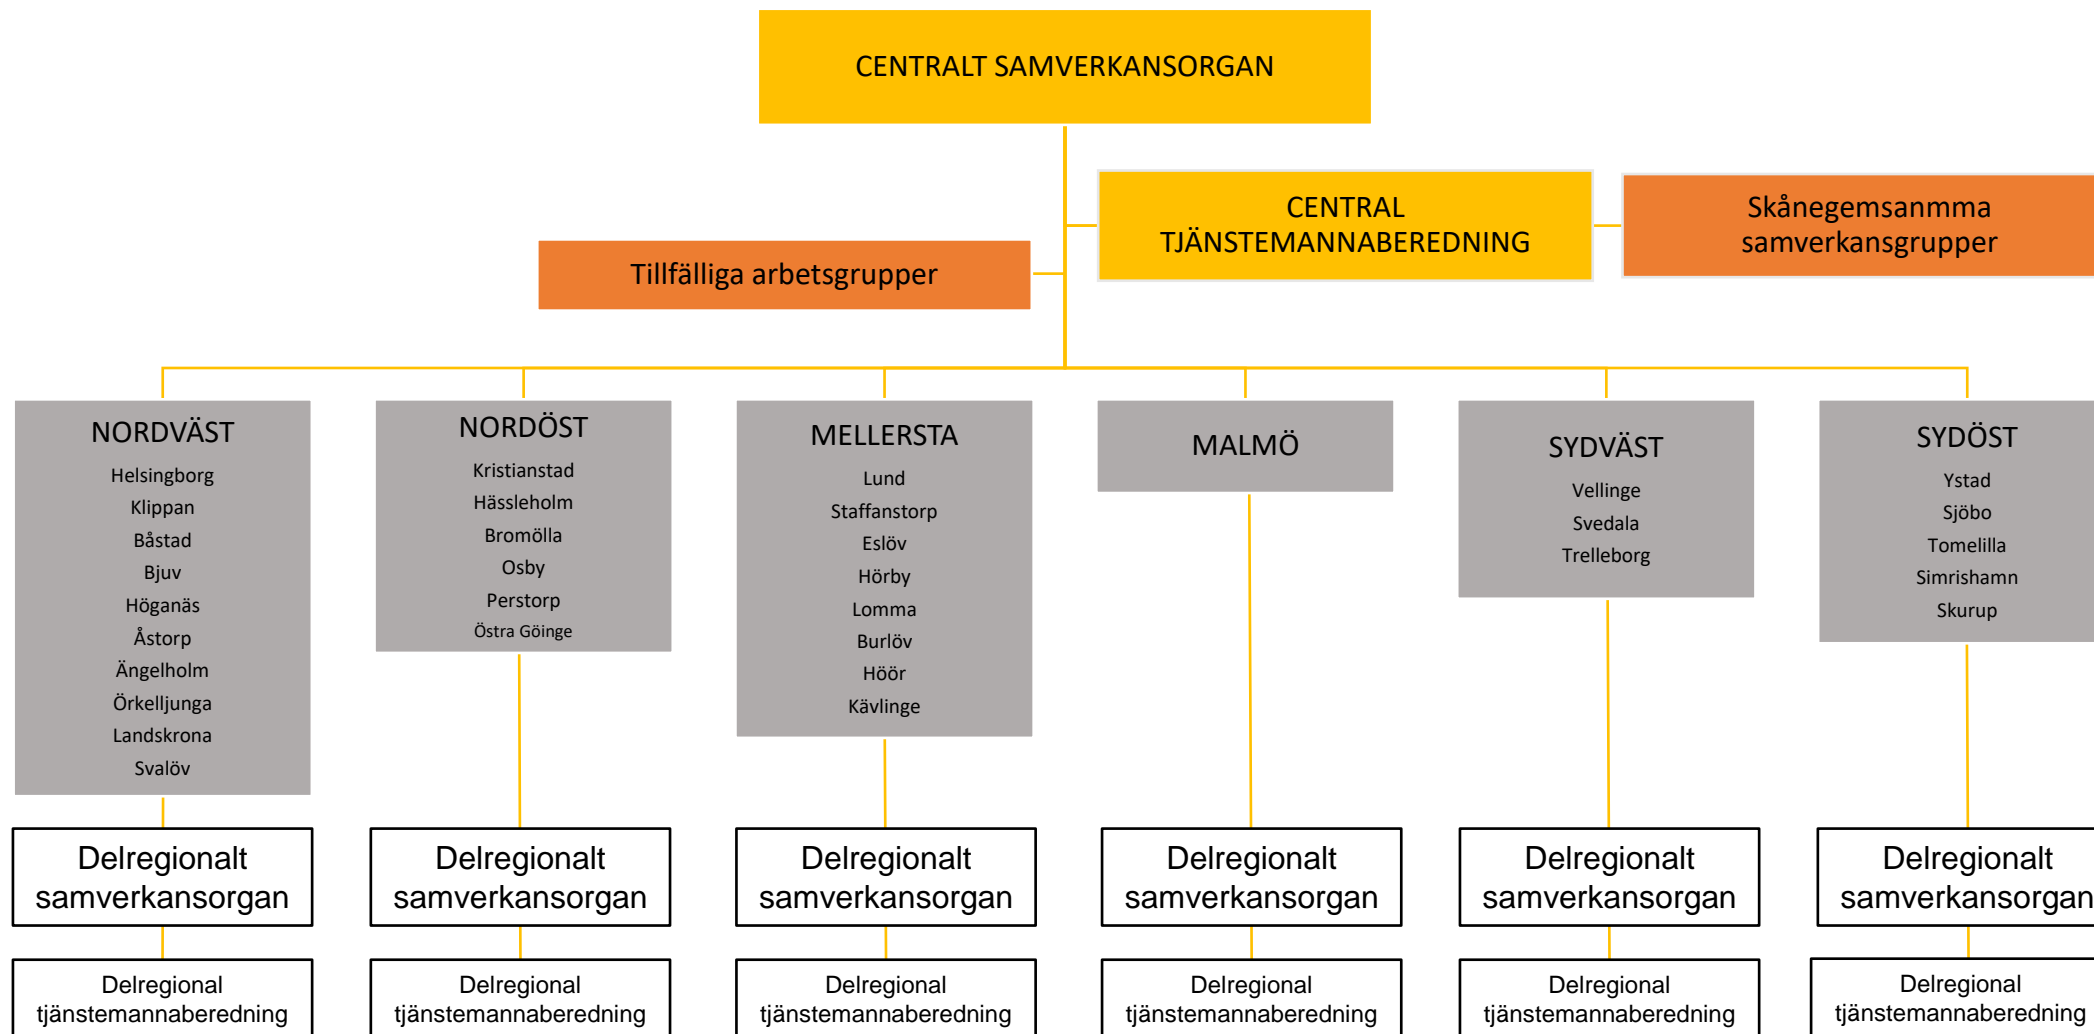 CENTRALT SAMVERKANSORGAN
CENTRAL
TJÄNSTEMANNABEREDNING
Skånegemsanmma
samverkansgrupper
Tillfälliga arbetsgrupper
NORDVÄST
Helsingborg
Klippan
Båstad
Bjuv
Höganäs
Åstorp
Ängelholm
Örkelljunga
Landskrona
Svalöv
NORDÖST
Kristianstad
Hässleholm
Bromölla
Osby
Perstorp
Östra Göinge
MELLERSTA
Lund
Staffanstorp
Eslöv
Hörby
Lomma
Burlöv
Höör
Kävlinge
MALMÖ
SYDVÄST
Vellinge
Svedala
Trelleborg
SYDÖST
Ystad
Sjöbo
Tomelilla
Simrishamn
Skurup
Delregionalt
samverkansorgan
Delregionalt
samverkansorgan
Delregionalt
samverkansorgan
Delregionalt
samverkansorgan
Delregionalt
samverkansorgan
Delregionalt
samverkansorgan
Delregional
tjänstemannaberedning
Delregional
tjänstemannaberedning
Delregional
tjänstemannaberedning
Delregional
tjänstemannaberedning
Delregional
tjänstemannaberedning
Delregional
tjänstemannaberedning